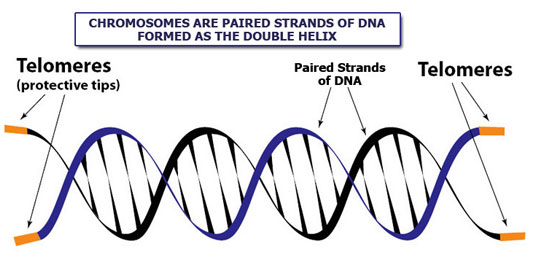 CHROMOSOMES ARE PAIRED STRANDS OF DNA
FORMED AS THE DOUBLE HELIX
Telomeres
(protective tips)
Paired Strands
of DNA
Telomeres